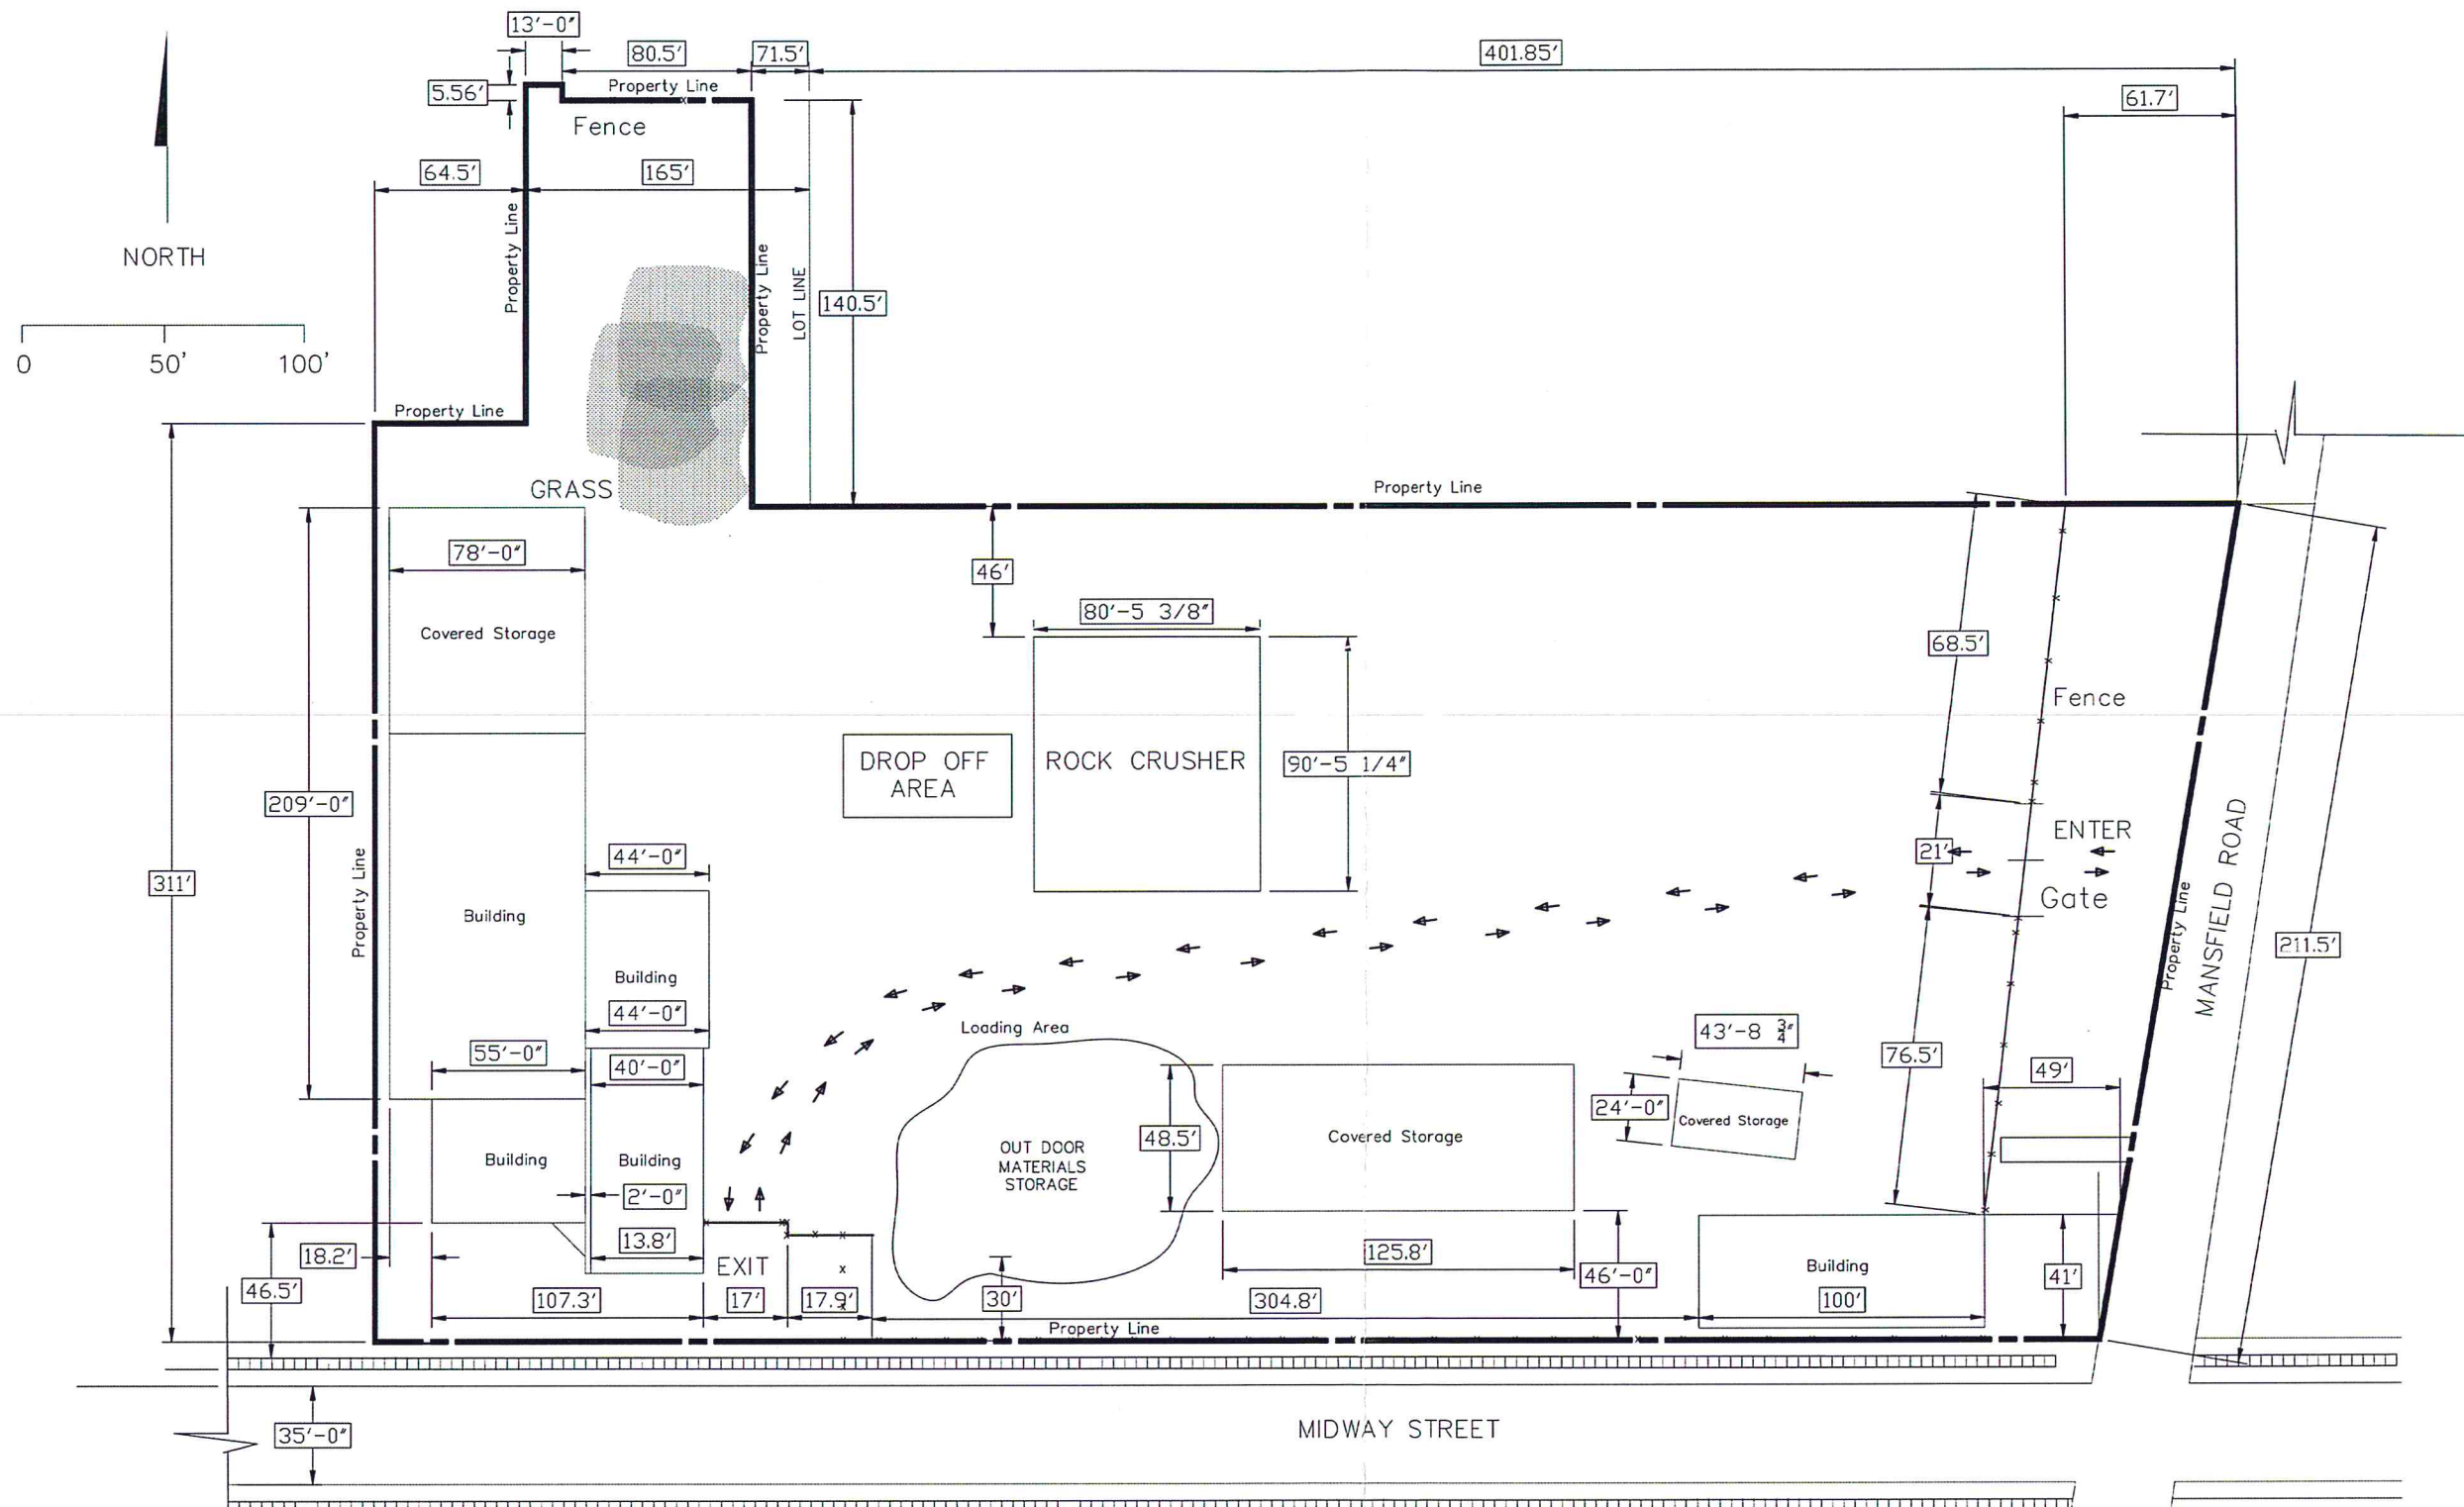 13'-0"
80.5'
71.5'
401.85'
5.56'
Property Line
61.7'
Fence
64.5'
165'
Property Line
NORTH
Property Line
LOT LINE
140.5'
0 50' 100'
Property Line
GRASS
Property Line
78'-0"
46'
80'-5 3/8"
Covered Storage
68.5'
Fence
DROP OFF
AREA
ROCK CRUSHER
90'-5 1/4"
209'-0"
ENTER
21'
44'-0"
311'
Property Line
Building
Gate
Property Line
MANSFIELD ROAD
211.5'
Building
44'-0"
Loading Area
43'-8 3/4"
55'-0"
40'-0"
76.5'
49'
24'-0"
Covered Storage
48.5'
Covered Storage
OUT DOOR
MATERIALS
STORAGE
Building
Building
2'-0"
13.8'
18.2'
EXIT
125.8'
Building
46.5'
46'-0"
41'
107.3'
17'
17.9'
30'
304.8'
100'
Property Line
35'-0"
MIDWAY STREET